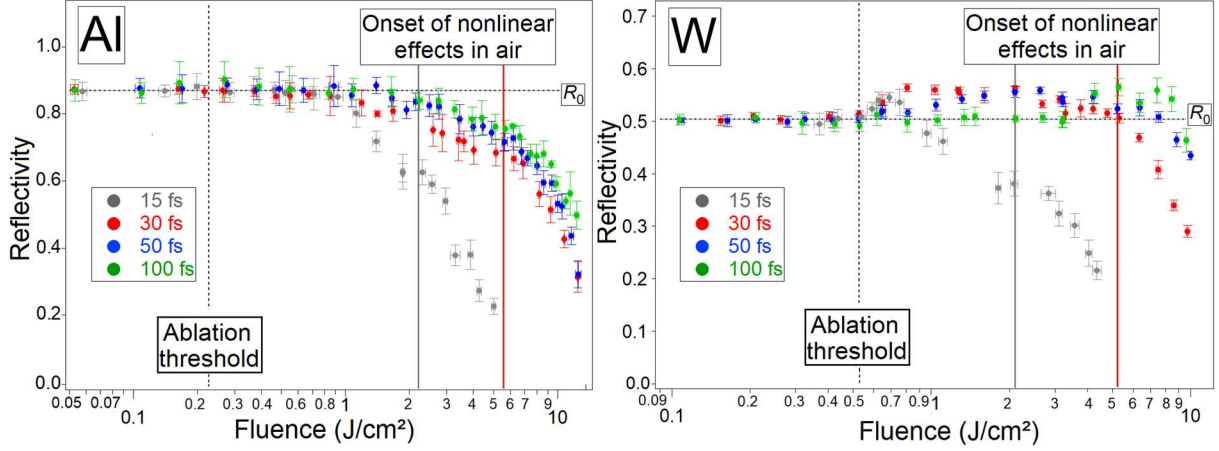 Al
Onset of nonlinear
effects in air
R0
Reflectivity
1.0
0.8
0.6
0.4
0.2
0.0
15 fs
30 fs
50 fs
100 fs
Ablation
threshold
0.05 0.07 0.1 0.2 0.4 0.6 0.8 1 2 3 4 5 6 7 8 10
Fluence (J/cm²)
W
Onset of nonlinear
effects in air
R0
Reflectivity
0.7
0.6
0.5
0.4
0.3
0.2
0.1
0.0
15 fs
30 fs
50 fs
100 fs
Ablation
threshold
0.09 0.1 0.2 0.3 0.4 0.5 0.7 0.9 1 2 3 4 5 6 7 8 9 10
Fluence (J/cm²)